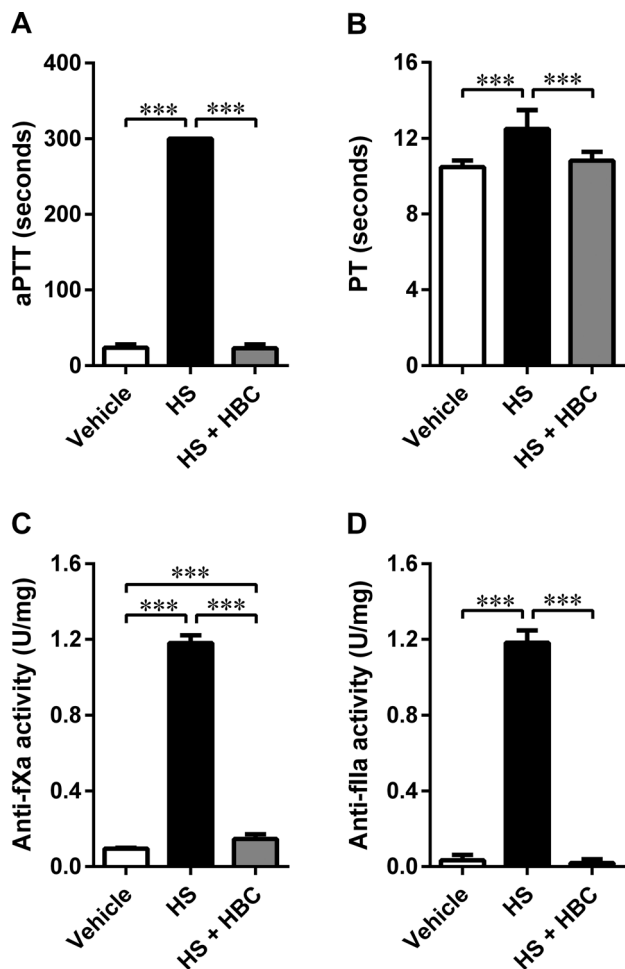 A
aPTT (seconds)
400
300
200
100
0
*** ***
Vehicle
HS
HS + HBC
B
PT (seconds)
16
12
8
4
0
*** ***
Vehicle
HS
HS + HBC
C
Anti-fXa activity (U/mg)
1.6
1.2
0.8
0.4
0.0
***
*** ***
Vehicle
HS
HS + HBC
D
Anti-fIIa activity (U/mg)
1.6
1.2
0.8
0.4
0.0
*** ***
Vehicle
HS
HS + HBC